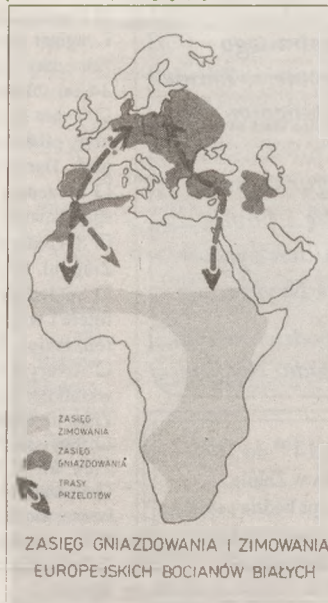 ZASIĘG
ZIMOWANIA
ZASIĘG
GNIAZDOWANIA
TRASY
PRZELOTÓW
ZASIĘG GNIAZDOWANIA I ZIMOWANIA
EUROPEJSKICH BOCIANÓW BIAŁYCH